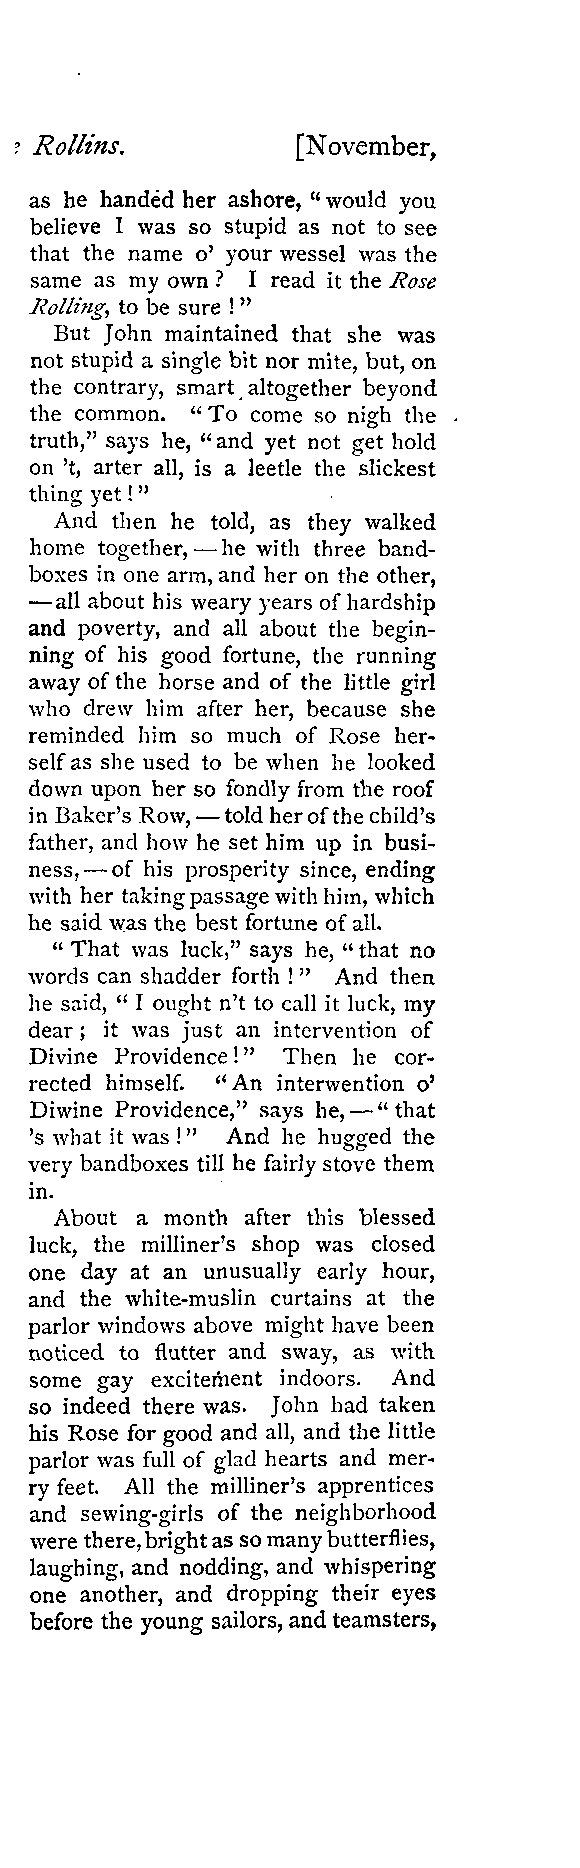 ? Rollins. [November,
as he handed her ashore, “would you
believe I was so stupid as not to see
that the name o’ your wessel was the
same as my own? I read it the Rose
Rolling, to be sure!”
But John maintained that she was
not stupid a single bit nor mite, but, on
the contrary, smart altogether beyond
the common. “To come so nigh the
truth,” says he, “and yet not get hold
on ’t, arter all, is a leetle the slickest
thing yet!”
And then he told, as they walked
home together,—he with three band-
boxes in one arm, and her on the other,
—all about his weary years of hardship
and poverty, and all about the begin-
ning of his good fortune, the running
away of the horse and of the little girl
who drew him after her, because she
reminded him so much of Rose her-
self as she used to be when he looked
down upon her so fondly from the roof
in Baker’s Row,—told her of the child’s
father, and how he set him up in busi-
ness,—of his prosperity since, ending
with her taking passage with him, which
he said was the best fortune of all.
“That was luck,” says he, “that no
words can shadder forth!” And then
he said, “I ought n’t to call it luck, my
dear; it was just an intervention of
Divine Providence!” Then he cor-
rected himself. “An interwention o’
Diwine Providence,” says he,—“that
’s what it was!” And he hugged the
very bandboxes till he fairly stove them
in.
About a month after this blessed
luck, the milliner’s shop was closed
one day at an unusually early hour,
and the white-muslin curtains at the
parlor windows above might have been
noticed to flutter and sway, as with
some gay excitement indoors. And
so indeed there was. John had taken
his Rose for good and all, and the little
parlor was full of glad hearts and mer-
ry feet. All the milliner’s apprentices
and sewing-girls of the neighborhood
were there, bright as so many butterflies,
laughing, and nodding, and whispering
one another, and dropping their eyes
before the young sailors, and teamsters,